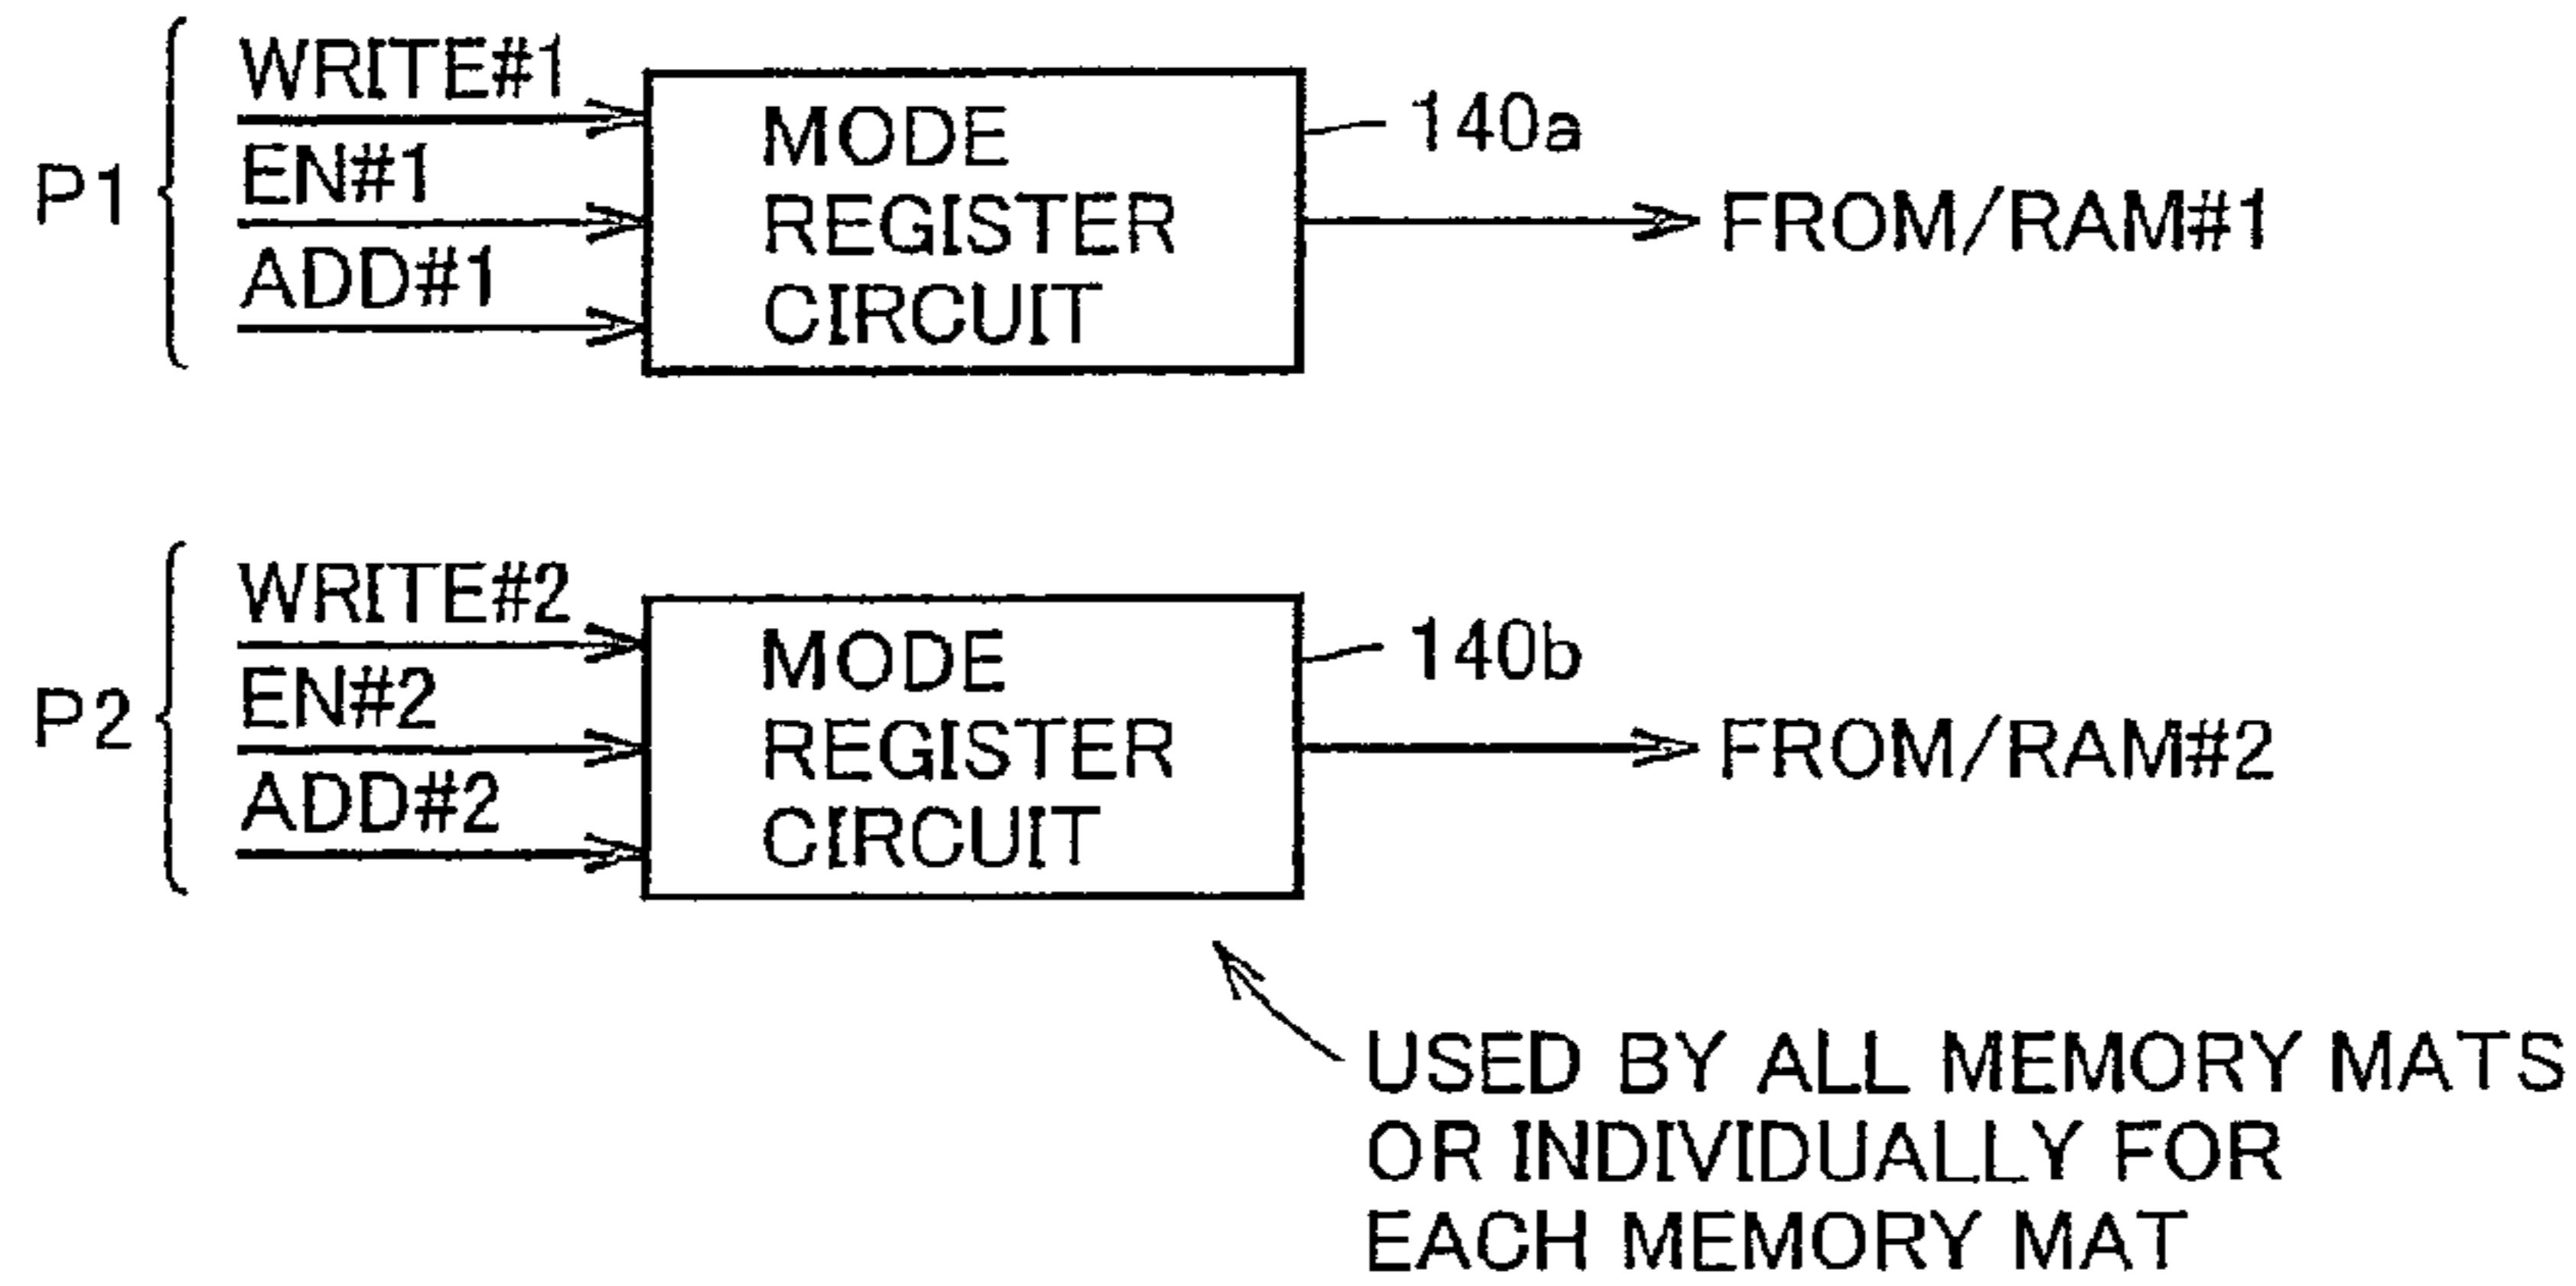 WRITE#1
EN#1
ADD#1
P1
MODE
REGISTER
CIRCUIT
140a
FROM/RAM#1
WRITE#2
EN#2
ADD#2
P2
MODE
REGISTER
CIRCUIT
140b
FROM/RAM#2
USED BY ALL MEMORY MATS
OR INDIVIDUALLY FOR
EACH MEMORY MAT